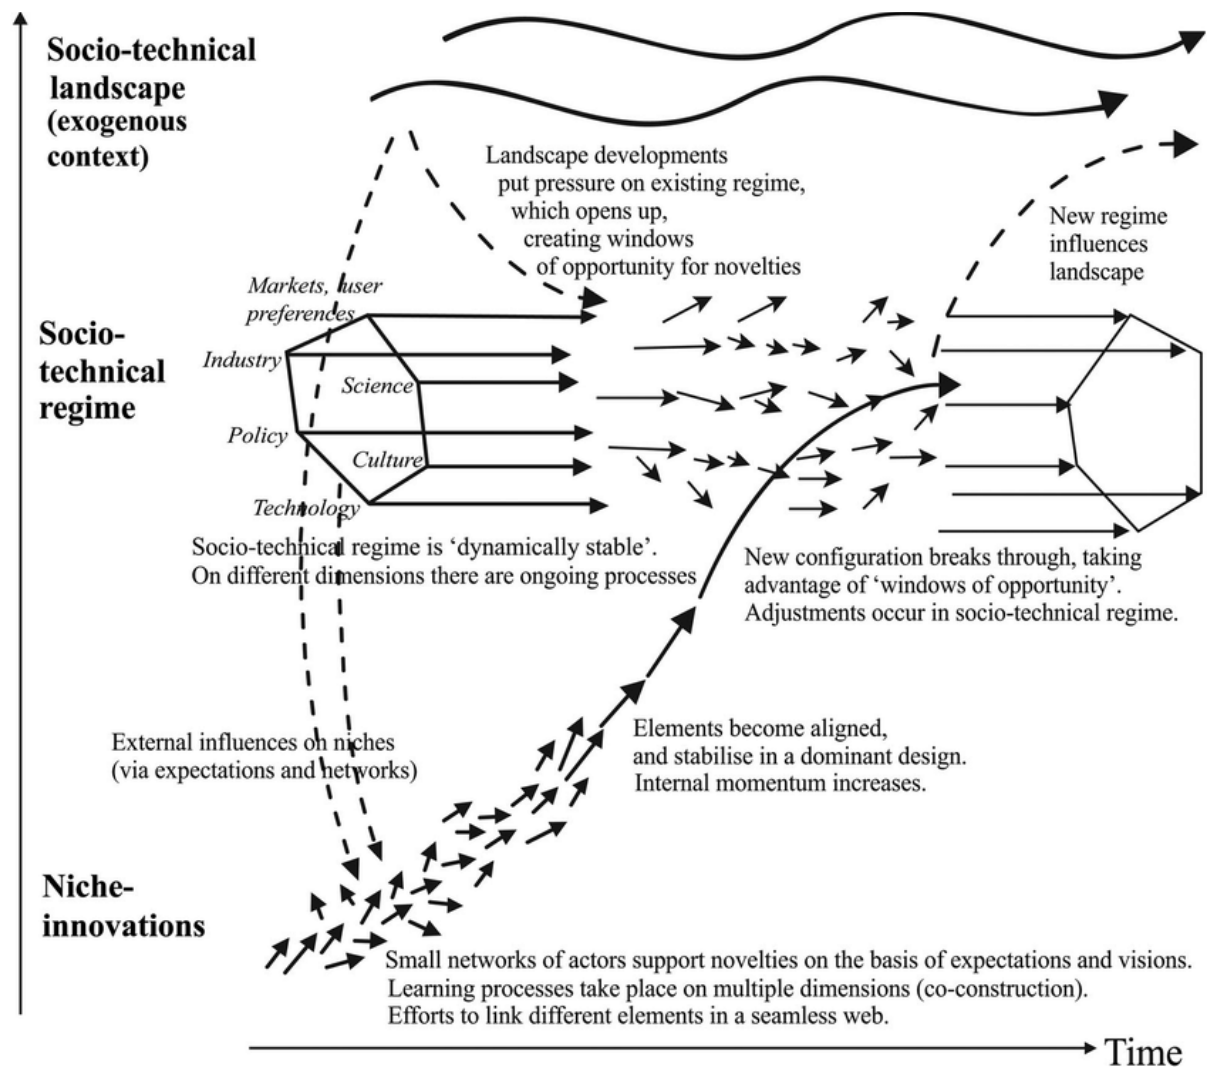 Socio-technical
landscape
(exogenous
context)
Landscape developments
put pressure on existing regime,
which opens up,
creating windows
of opportunity for novelties
New regime
influences
landscape
Markets, user
preferences
Socio-
technical
regime
Industry
Science
Policy
Culture
Technology
Socio-technical regime is ‘dynamically stable’.
On different dimensions there are ongoing processes
New configuration breaks through, taking
advantage of ‘windows of opportunity’.
Adjustments occur in socio-technical regime.
External influences on niches
(via expectations and networks)
Elements become aligned,
and stabilise in a dominant design.
Internal momentum increases.
Niche-
innovations
Small networks of actors support novelties on the basis of expectations and visions.
Learning processes take place on multiple dimensions (co-construction).
Efforts to link different elements in a seamless web.
Time